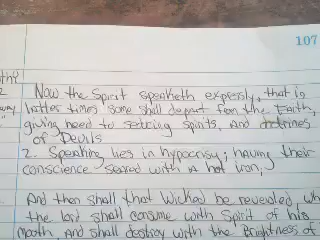 107
Now the Spirit speaketh expressly, that in
latter times some shall depart from the Faith,
giving heed to seducing spirits, And doctrines
of Devils
2. Speaking lies in hypocrisy; having their
conscience seared with a hot iron;
And then shall that Wicked be revealed, wh
the lord shall consume with Spirit of his
mouth, And shall destroy with the Brightness of